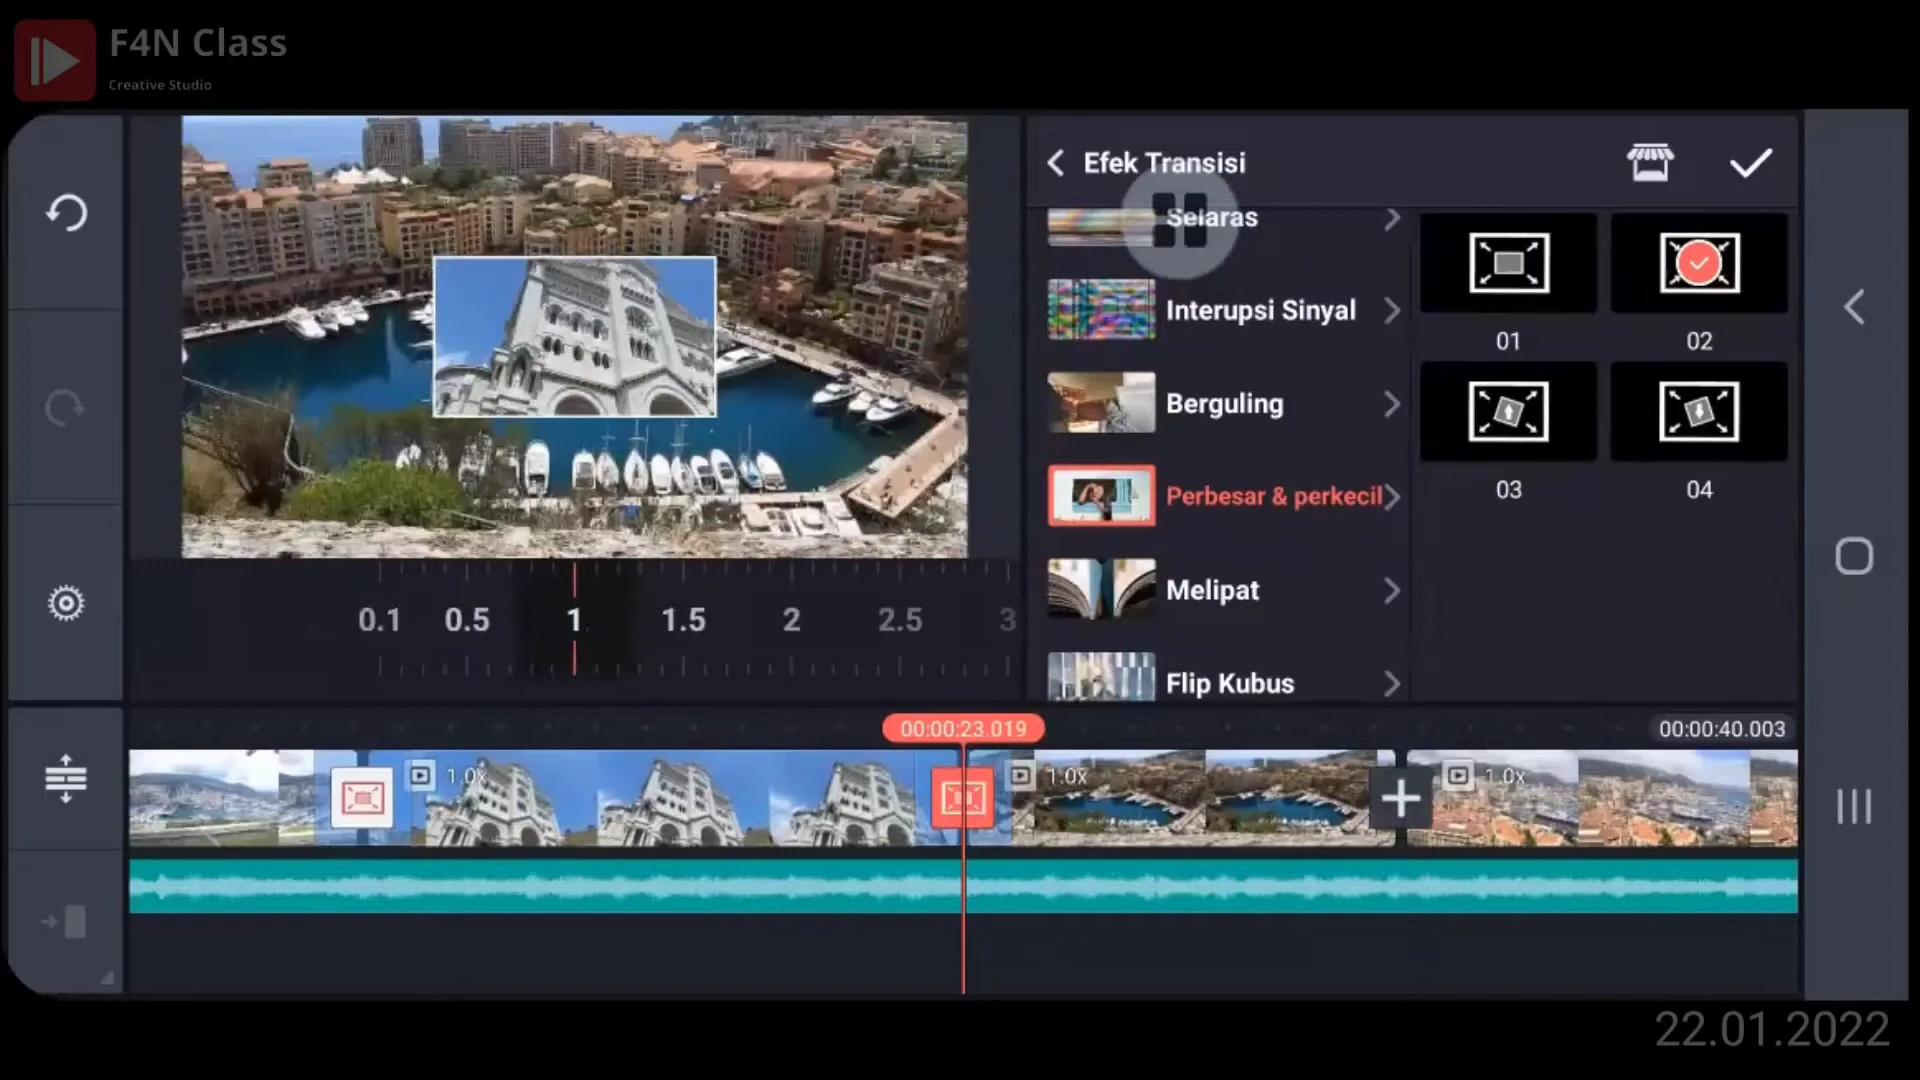 F4N Class
Creative Studio
Efek Transisi
Selaras
Interupsi Sinyal
Berguling
Perbesar & perkecil
Melipat
Flip Kubus
01
02
03
04
0.1 0.5 1 1.5 2 2.5 3
00:00:23.019
00:00:40.003
1.0x
1.0x
1.0x
22.01.2022